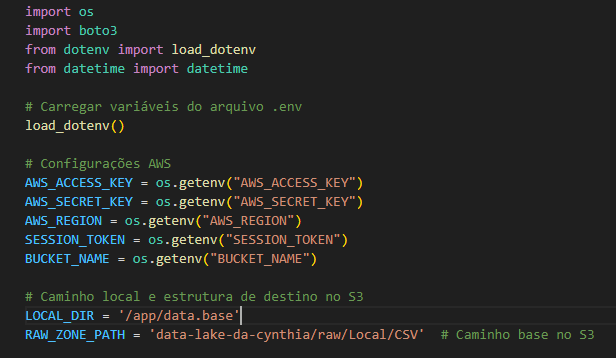 import os
import boto3
from dotenv import load_dotenv
from datetime import datetime
# Carregar variáveis do arquivo .env
load_dotenv()
# Configurações AWS
AWS_ACCESS_KEY = os.getenv("AWS_ACCESS_KEY")
AWS_SECRET_KEY = os.getenv("AWS_SECRET_KEY")
AWS_REGION = os.getenv("AWS_REGION")
SESSION_TOKEN = os.getenv("SESSION_TOKEN")
BUCKET_NAME = os.getenv("BUCKET_NAME")
# Caminho local e estrutura de destino no S3
LOCAL_DIR = '/app/data.base'
RAW_ZONE_PATH = 'data-lake-da-cynthia/raw/Local/CSV'  # Caminho base no S3